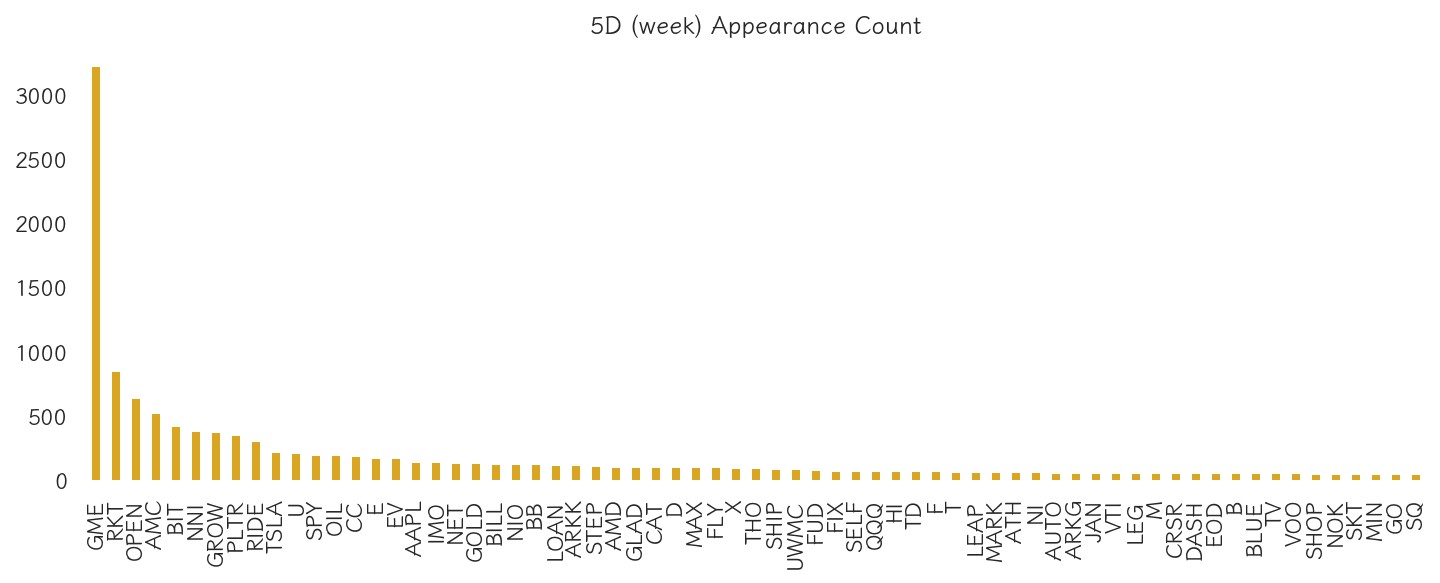 5D (week) Appearance Count
3000
2500
2000
1500
1000
500
0
GME
RKT
OPEN
AMC
BIT
NNI
GROW
PLTR
RIDE
TSLA
U
SPY
OIL
CC
E
EV
AAPL
IMO
NET
GOLD
BILL
NIO
BB
LOAN
ARKK
STEP
AMD
GLAD
CAT
D
MAX
FLY
X
THO
SHIP
UWMC
FUD
FIX
SELF
QQQ
HI
TD
F
T
LEAP
MARK
ATH
NI
AUTO
ARKG
JAN
VTI
LEG
M
CRSR
DASH
EOD
B
BLUE
TV
VOO
SHOP
NOK
SKT
MIN
GO
SQ